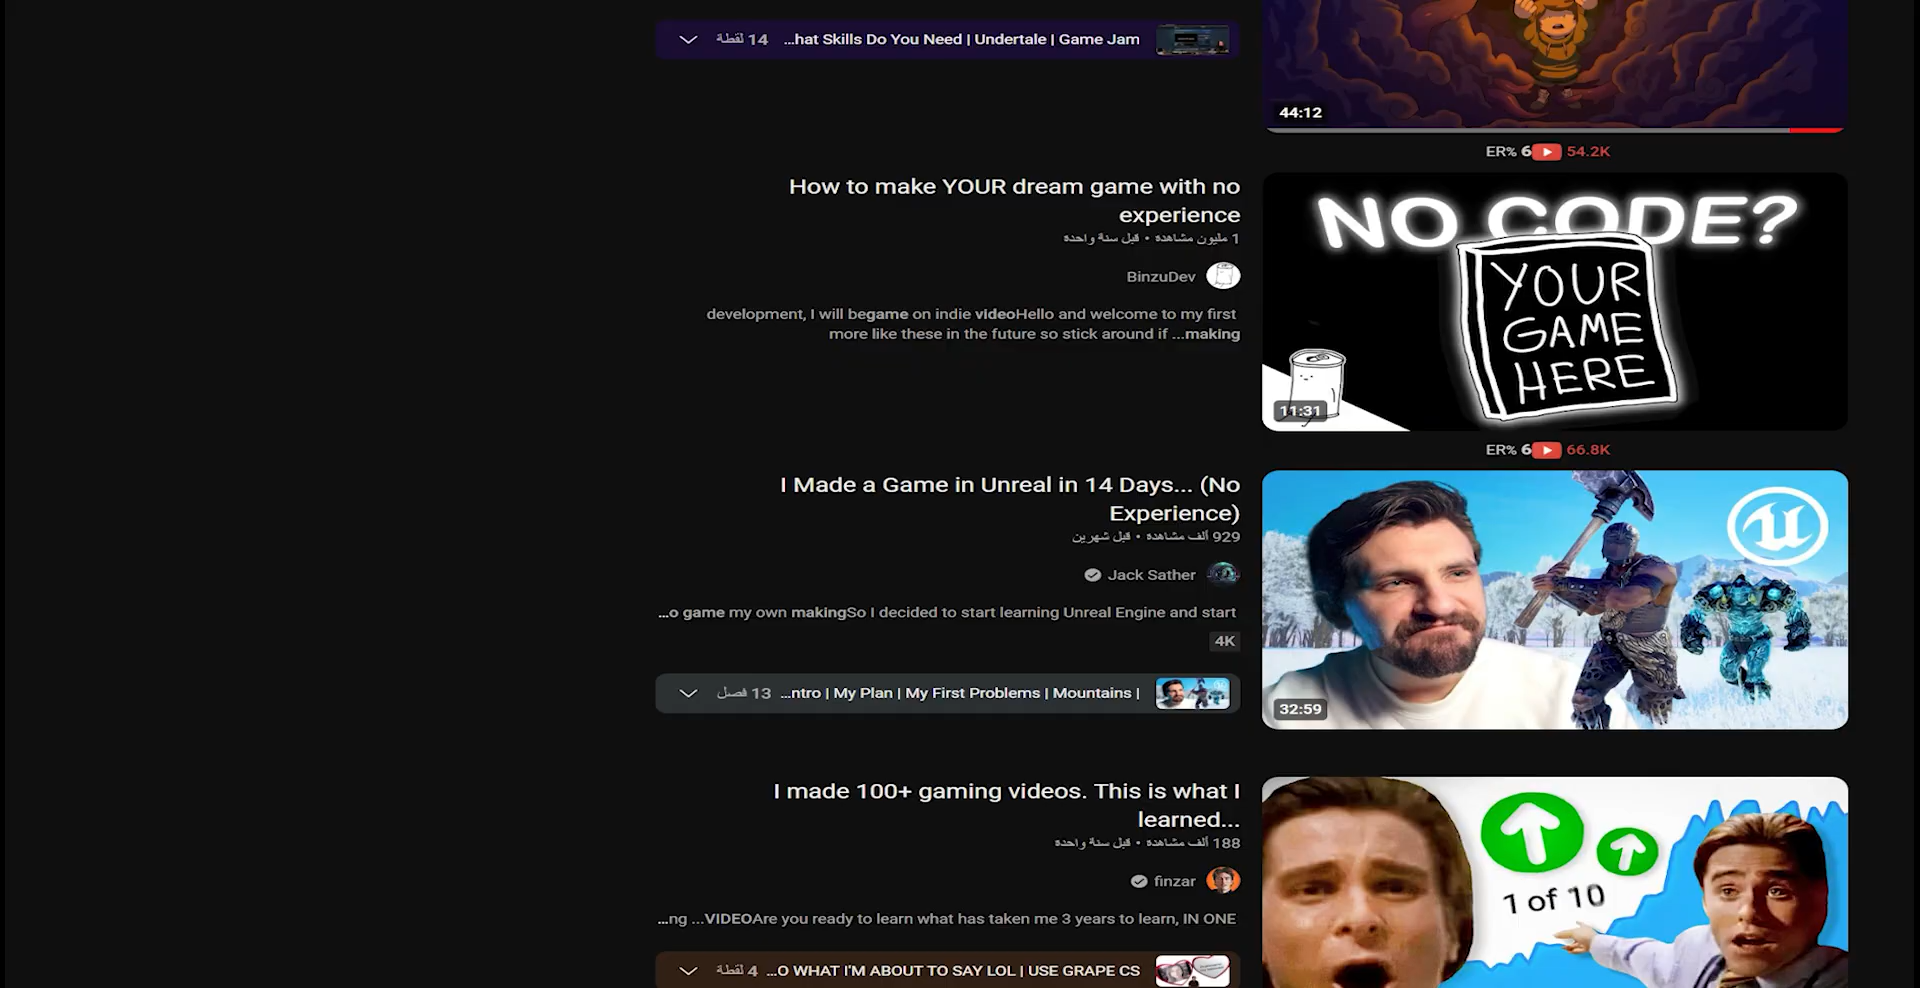 ...hat Skills Do You Need | Undertale | Game Jam
14 لقطة
44:12
ER% 6 54.2K
How to make YOUR dream game with no
experience
1 مليون مشاهدة • قبل سنة واحدة
BinzuDev
development, I will begame on indie videoHello and welcome to my first
more like these in the future so stick around if ...making
NO CODE?
YOUR
GAME
HERE
11:31
ER% 6 66.8K
I Made a Game in Unreal in 14 Days... (No
Experience)
929 ألف مشاهدة • قبل شهرين
Jack Sather
...o game my own makingSo I decided to start learning Unreal Engine and start
4K
...ntro | My Plan | My First Problems | Mountains |
13 فصل
32:59
I made 100+ gaming videos. This is what I
learned...
188 ألف مشاهدة • قبل سنة واحدة
finzar
...ng ...VIDEOAre you ready to learn what has taken me 3 years to learn, IN ONE
...O WHAT I'M ABOUT TO SAY LOL | USE GRAPE CS
4 لقطة
1 of 10